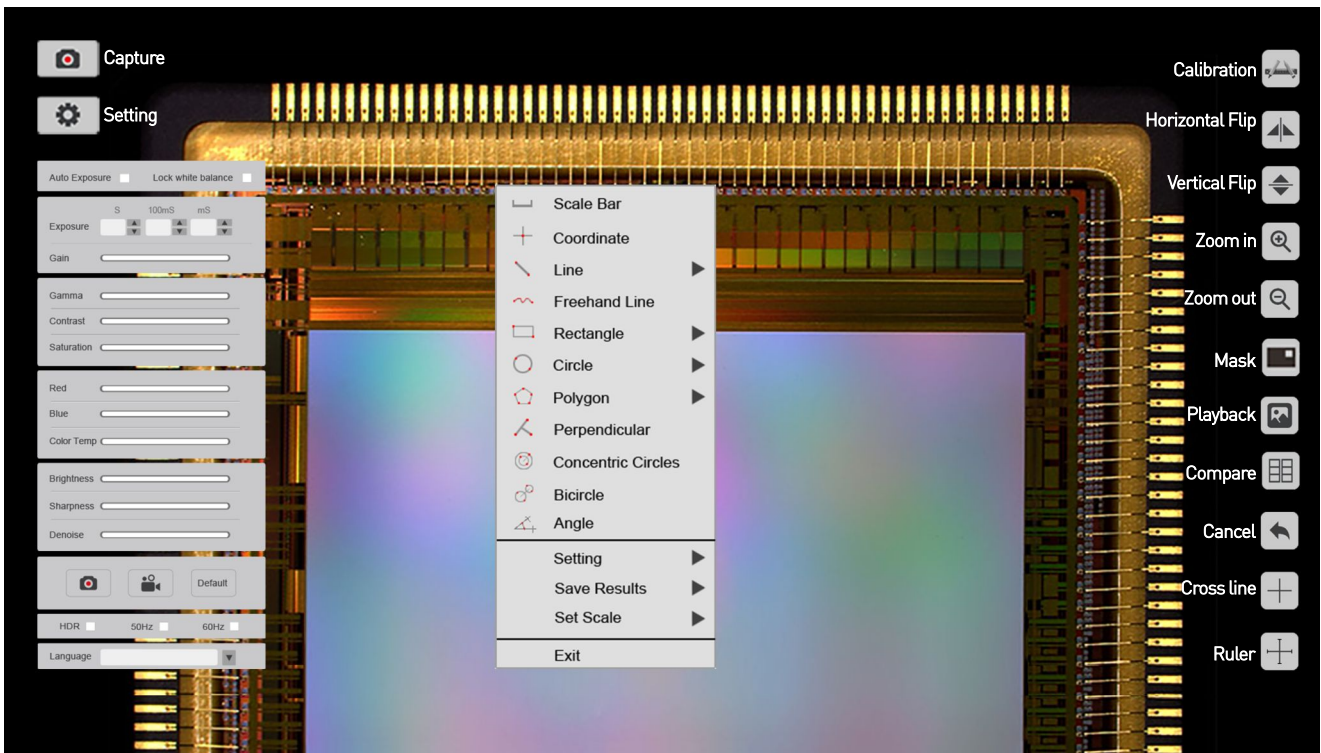 Capture
Setting
Auto Exposure Lock white balance
S 100mS mS
Exposure
Gain
Gamma
Contrast
Saturation
Red
Blue
Color Temp
Brightness
Sharpness
Denoise
Default
HDR 50Hz 60Hz
Language
Scale Bar
Coordinate
Line
Freehand Line
Rectangle
Circle
Polygon
Perpendicular
Concentric Circles
Bicircle
Angle
Setting
Save Results
Set Scale
Exit
Calibration
Horizontal Flip
Vertical Flip
Zoom in
Zoom out
Mask
Playback
Compare
Cancel
Cross line
Ruler